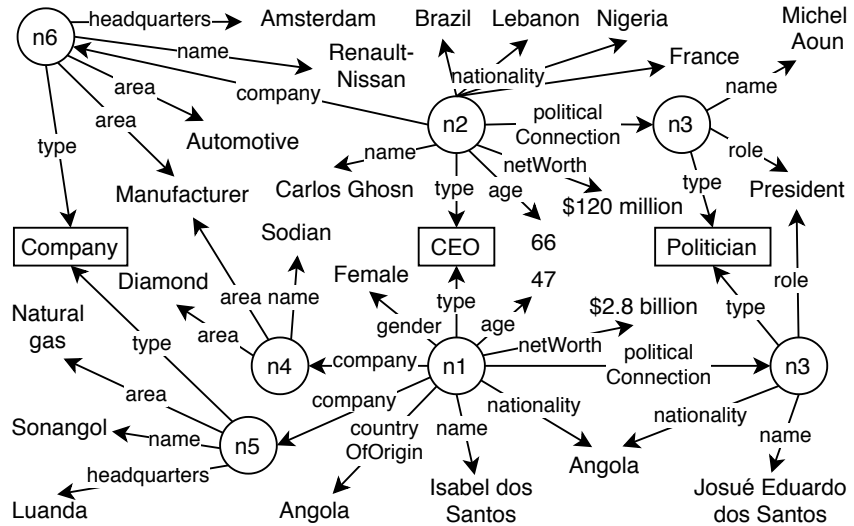 n6
headquarters
Amsterdam
name
Renault-
Nissan
area
Automotive
area
Manufacturer
type
company
Brazil
Lebanon
Nigeria
nationality
France
n2
political
Connection
n3
name
Michel
Aoun
role
President
type
name
Carlos Ghosn
type
age
66
netWorth
$120 million
Company
CEO
Politician
Sodian
Diamond
area
name
area
n4
Natural
gas
type
area
Sonangol
name
n5
headquarters
Luanda
Female
gender
type
age
47
$2.8 billion
netWorth
company
n1
political
Connection
n3
type
role
company
country
OfOrigin
Angola
name
Isabel dos
Santos
nationality
Angola
nationality
name
Josué Eduardo
dos Santos